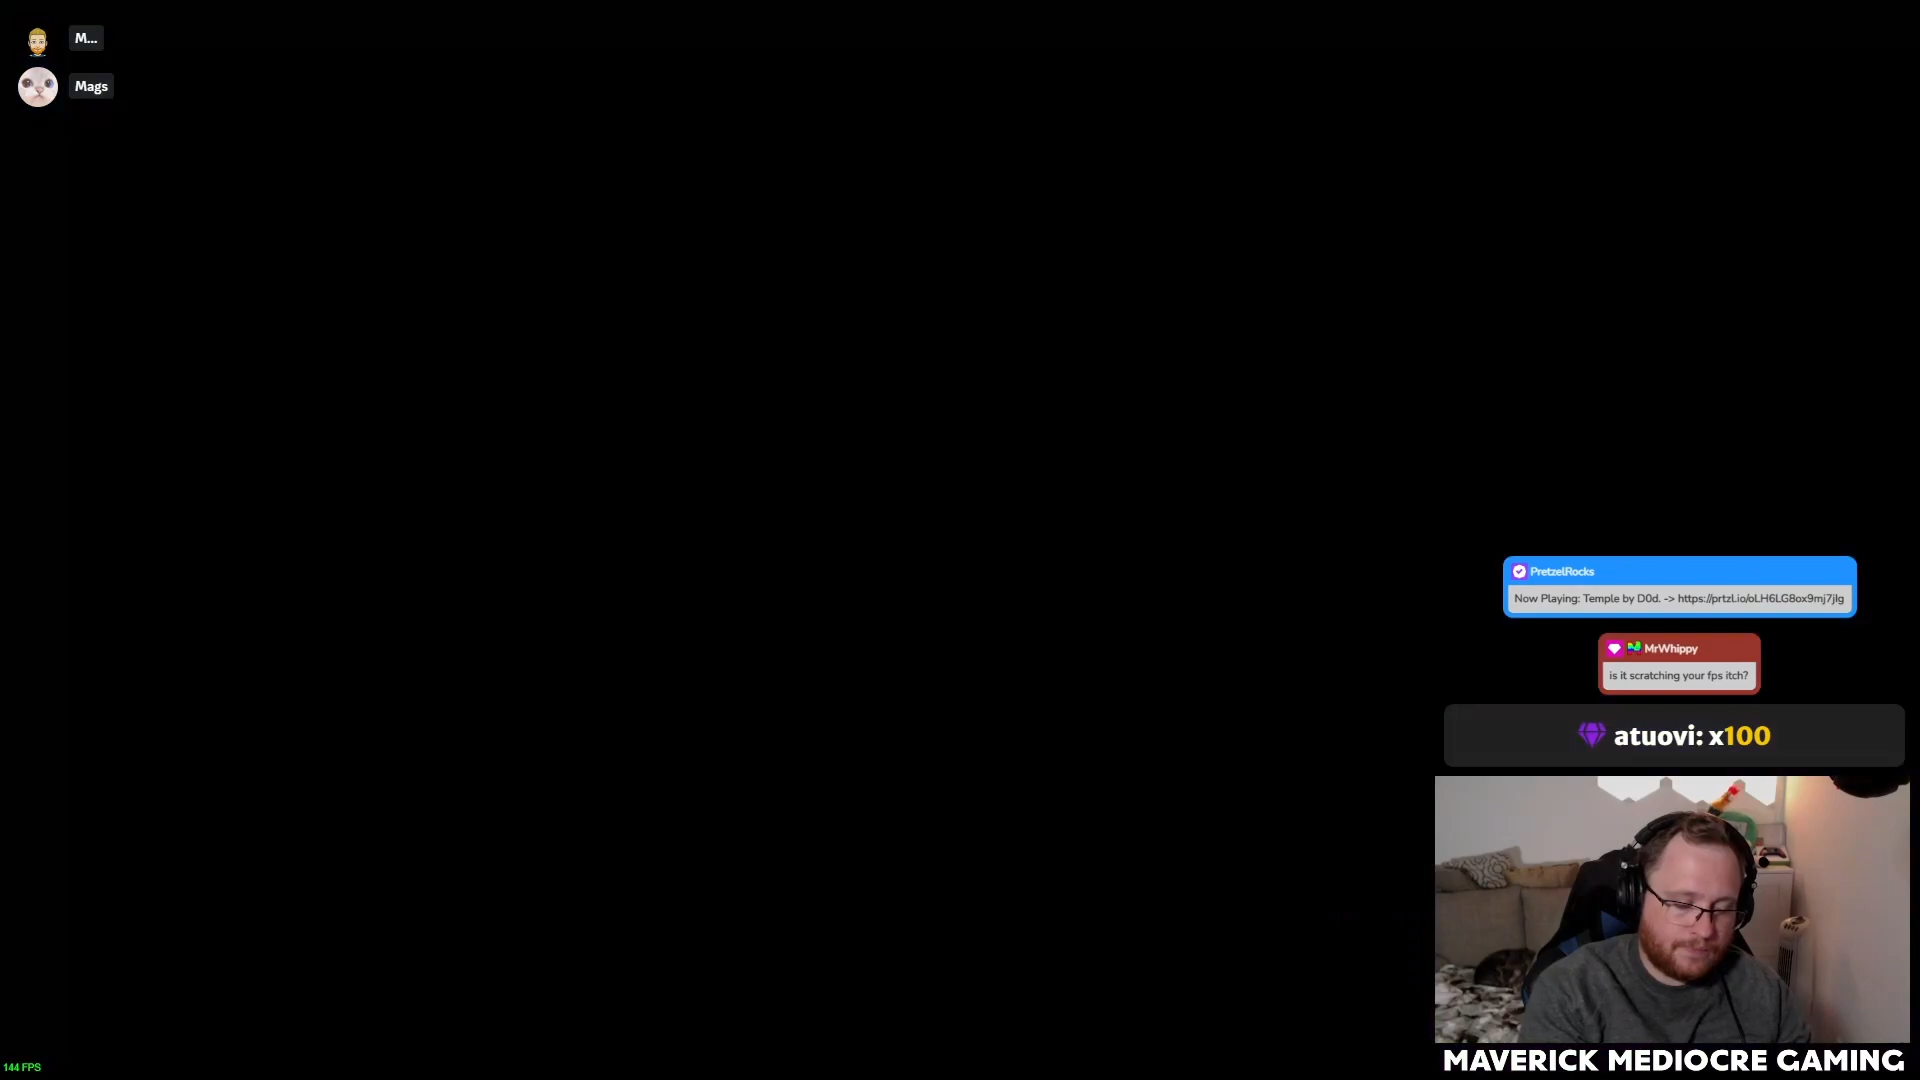 M...
Mags
PretzelRocks
Now Playing: Temple by D0d. -> https://prtzl.io/oLH6LG8ox9mj7jlg
MrWhippy
is it scratching your fps itch?
atuovi: x100
144 FPS
MAVERICK MEDIOCRE GAMING